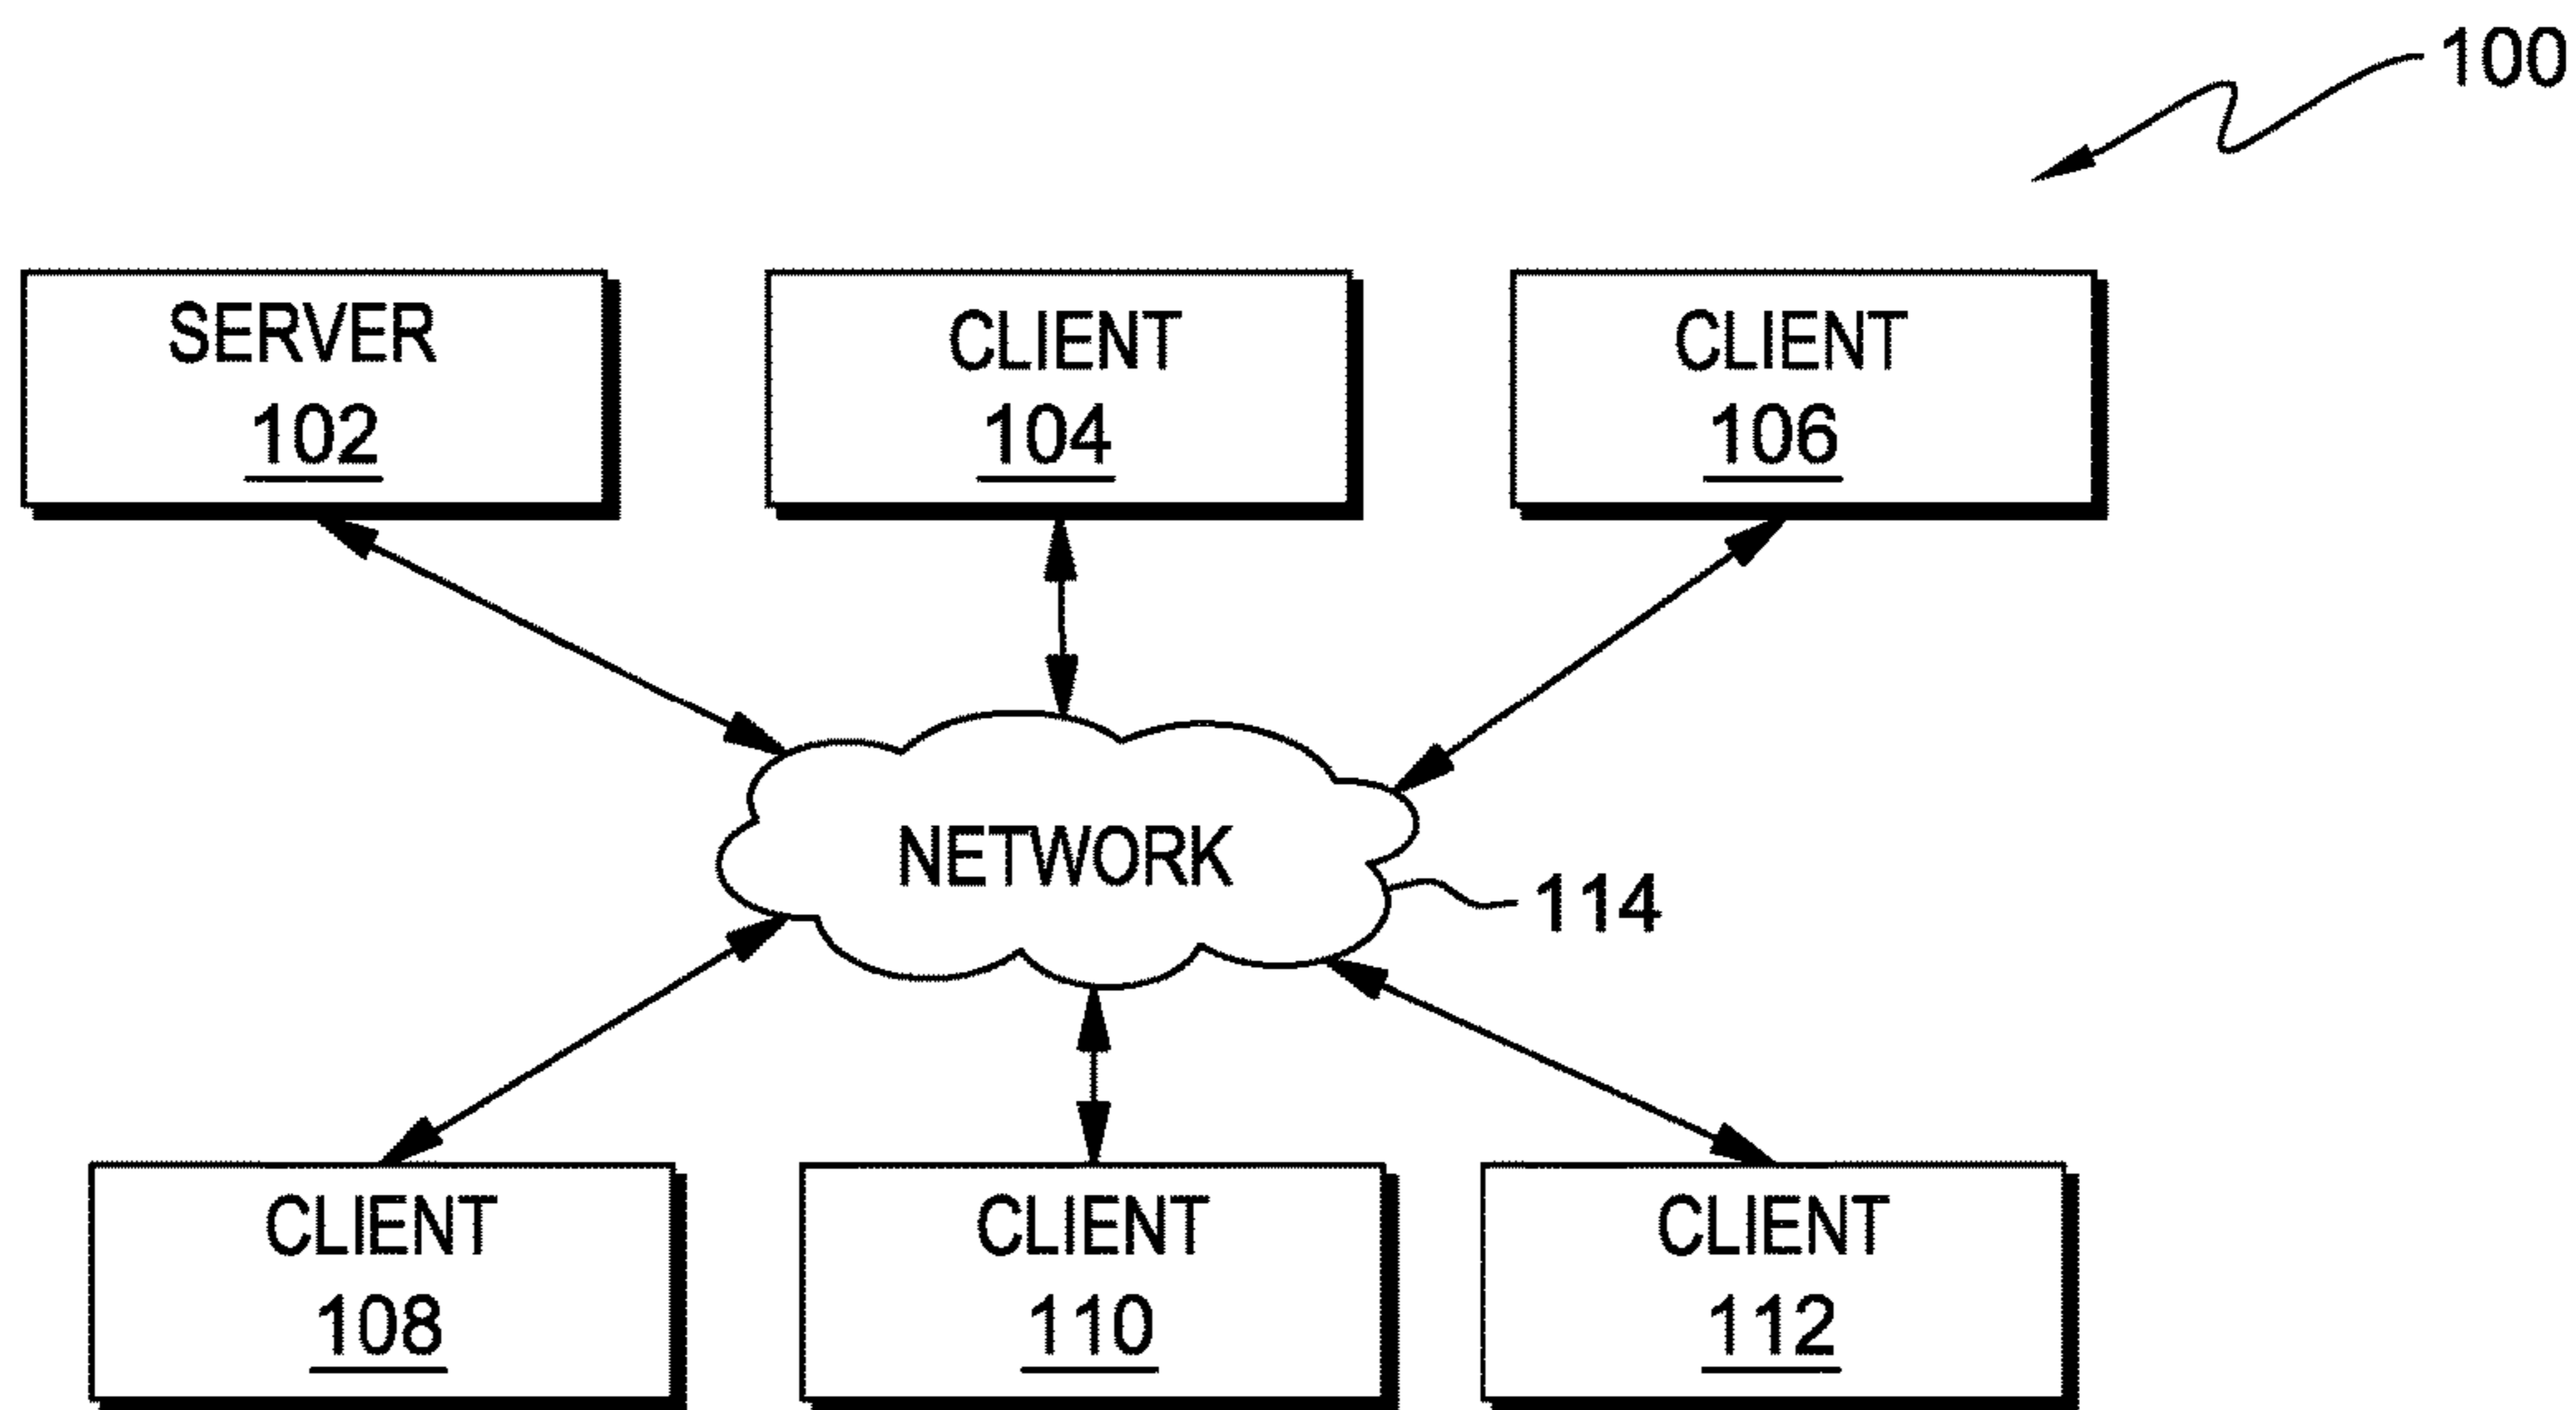 100
SERVER
102
CLIENT
104
CLIENT
106
NETWORK
114
CLIENT
108
CLIENT
110
CLIENT
112